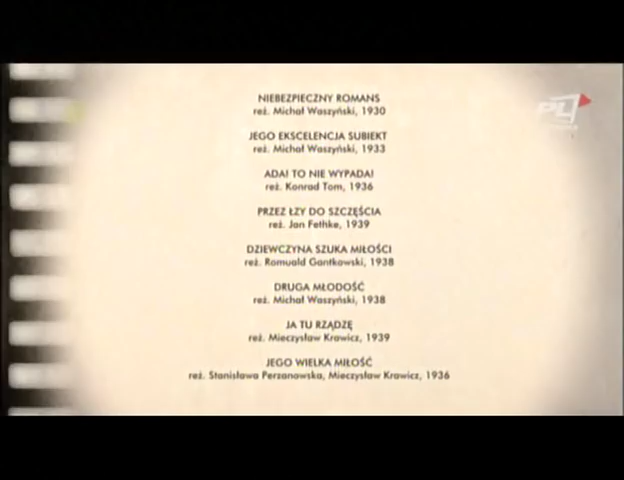 NIEBEZPIECZNY ROMANS
reż. Michał Waszyński, 1930
JEGO EKSCELENCJA SUBIEKT
reż. Michał Waszyński, 1933
ADA! TO NIE WYPADA!
reż. Konrad Tom, 1936
PRZEZ ŁZY DO SZCZĘŚCIA
reż. Jan Fethke, 1939
DZIEWCZYNA SZUKA MIŁOŚCI
reż. Romuald Gantkowski, 1938
DRUGA MŁODOŚĆ
reż. Michał Waszyński, 1938
JA TU RZĄDZĘ
reż. Mieczysław Krawicz, 1939
JEGO WIELKA MIŁOŚĆ
reż. Stanisława Perzanowska, Mieczysław Krawicz, 1936